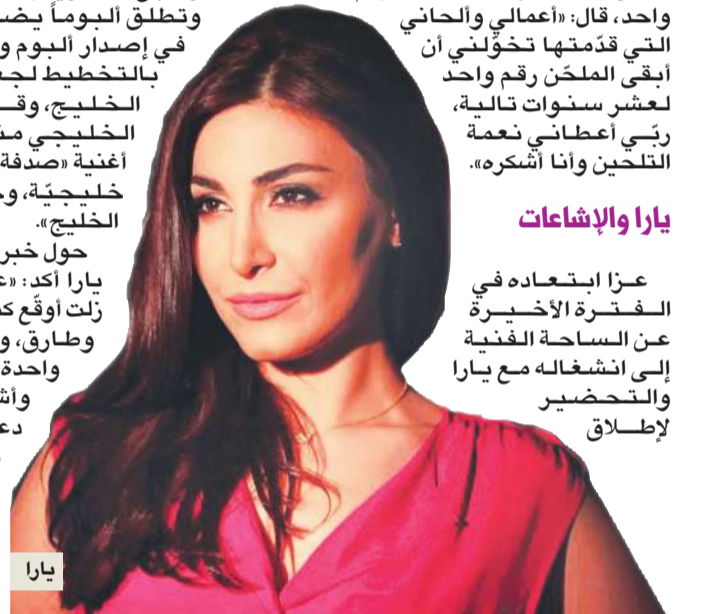 واحد، قال: «أعمالي وألحاني
التي قدّمتها تخوّلني أن
أبقى الملحّن رقم واحد
لعشر سنوات تالية،
ربّي أعطاني نعمة
التلحين وأنا أشكره».
يارا والإشاعات
عزا ابتعاده في
الفترة الأخيرة
عن الساحة الفنية
إلى انشغاله مع يارا
والتحضير
لإطلاق
وتطلق ألبوماً
في إصدار ألبوم
بالتخطيط
الخليج،
الخليجي
أغنية «صدفة
خليجيّة،
الخليج».
حول خبر
يارا أكد:
زلت أوقّع
وطارق،
واحدة
يارا